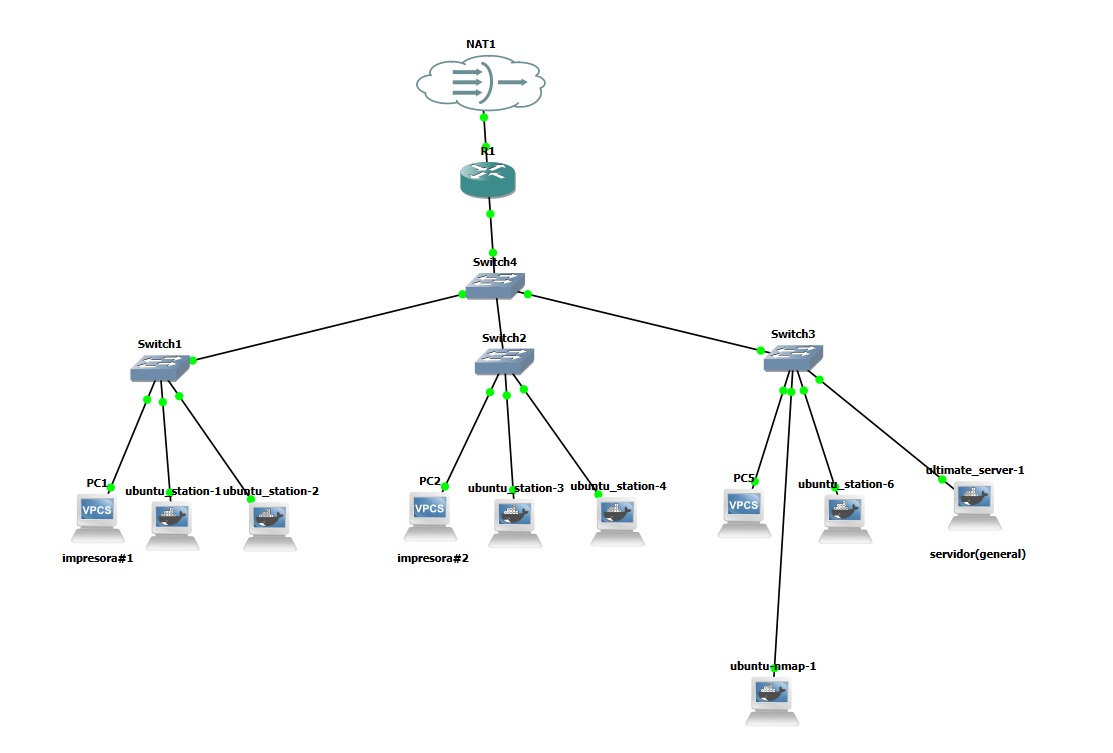 NAT1
R1
Switch4
Switch1
Switch2
Switch3
PC1
ubuntu_station-1
ubuntu_station-2
VPCS
impresora#1
PC2
ubuntu_station-3
ubuntu_station-4
VPCS
impresora#2
PC5
ubuntu_station-6
ultimate_server-1
VPCS
servidor(general)
ubuntu-nmap-1